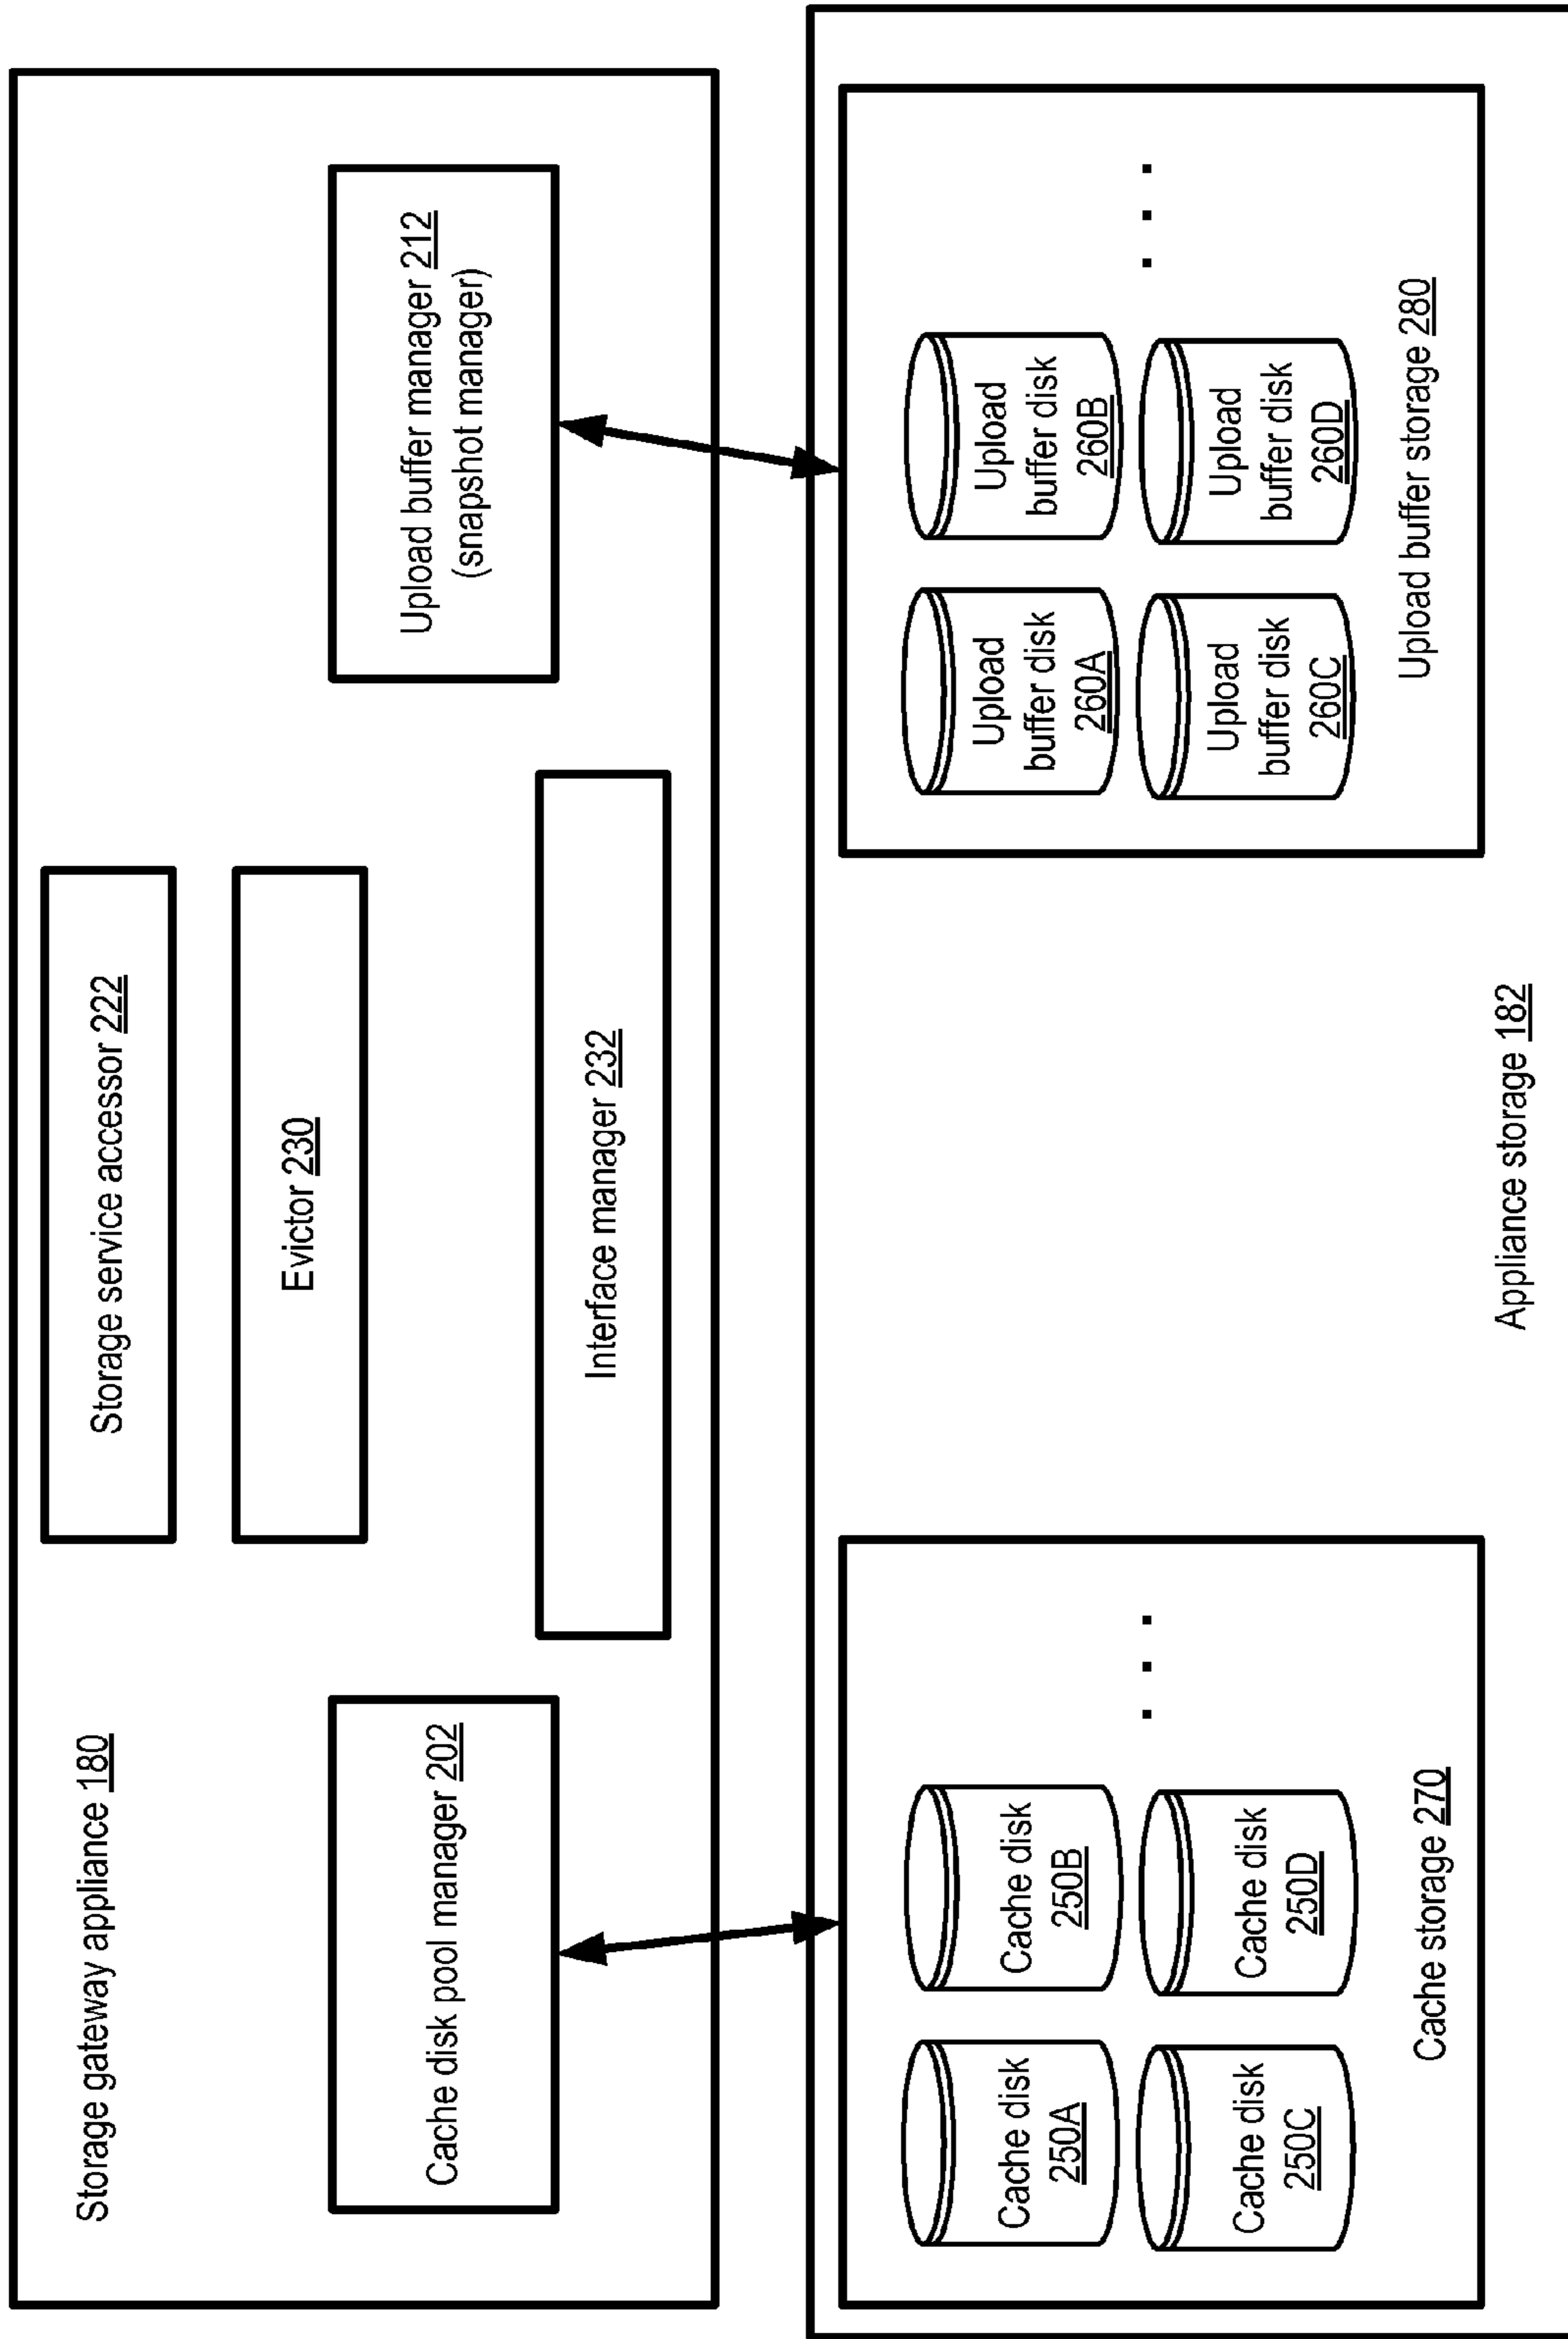 Storage gateway appliance 180
Storage service accessor 222
Evictor 230
Cache disk pool manager 202
Interface manager 232
Upload buffer manager 212
(snapshot manager)
Cache disk
250A
Cache disk
250B
Cache disk
250C
Cache disk
250D
. . .
Cache storage 270
Upload
buffer disk
260A
Upload
buffer disk
260B
Upload
buffer disk
260C
Upload
buffer disk
260D
. . .
Upload buffer storage 280
Appliance storage 182